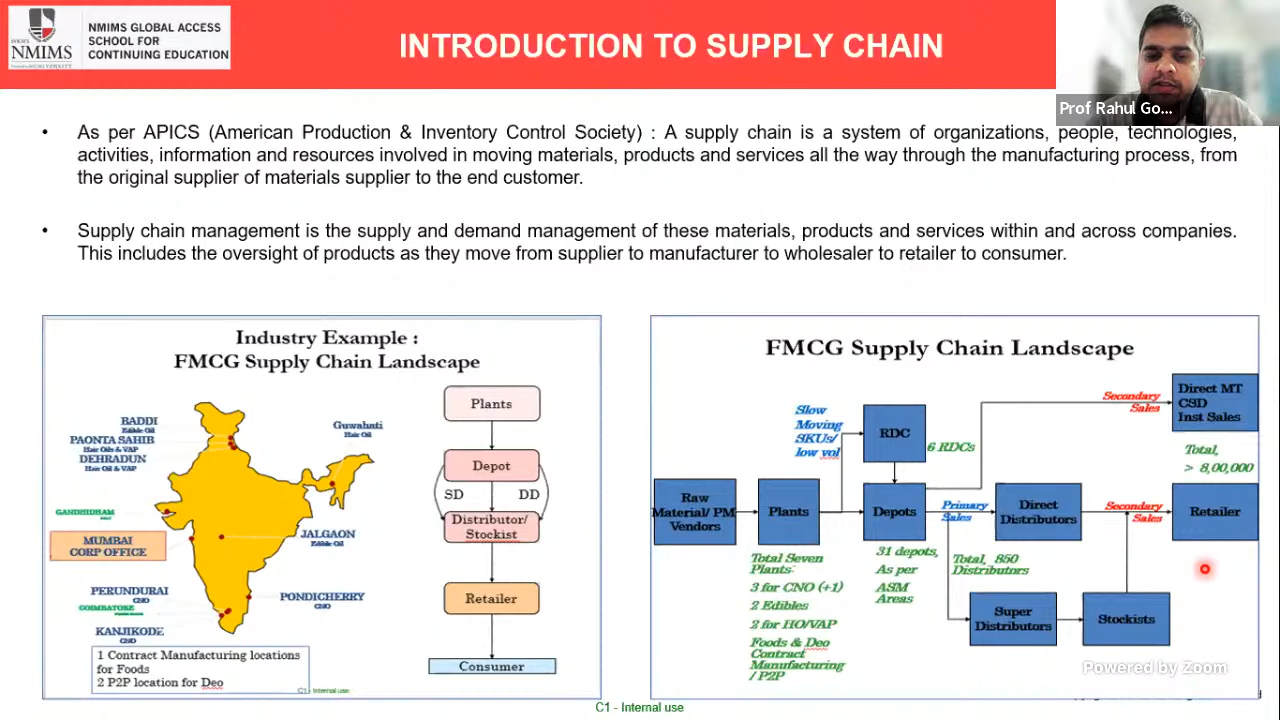 NMIMS
NMIMS GLOBAL ACCESS
SCHOOL FOR
CONTINUING EDUCATION
INTRODUCTION TO SUPPLY CHAIN
Prof Rahul Go...
• As per APICS (American Production & Inventory Control Society) : A supply chain is a system of organizations, people, technologies,
activities, information and resources involved in moving materials, products and services all the way through the manufacturing process, from
the original supplier of materials supplier to the end customer.
• Supply chain management is the supply and demand management of these materials, products and services within and across companies.
This includes the oversight of products as they move from supplier to manufacturer to wholesaler to retailer to consumer.
Industry Example :
FMCG Supply Chain Landscape
BADDI
Edible Oil
PAONTA SAHIB
Hair Oils & VAP
DEHRADUN
Hair Oil & VAP
GANDHIDHAM
MUMBAI
CORP OFFICE
PERUNDURAI
CNO
COIMBATORE
KANJIKODE
CNO
Guwahati
Hair Oil
JALGAON
Edible Oil
PONDICHERRY
CNO
1 Contract Manufacturing locations
for Foods
2 P2P location for Deo
C1 - Internal use
Plants
Depot
SD DD
Distributor/
Stockist
Retailer
Consumer
FMCG Supply Chain Landscape
Raw
Material/ PM
Vendors
Plants
Total Seven
Plants:
3 for CNO (+1)
2 Edibles
2 for HO/VAP
Foods & Deo
Contract
Manufacturing
/ P2P
Slow
Moving
SKUs/
low vol
RDC
6 RDCs
Depots
31 depots,
As per
ASM
Areas
Primary
Sales
Direct
Distributors
Total, 850
Distributors
Super
Distributors
Stockists
Secondary
Sales
Direct MT
CSD
Inst Sales
Total,
> 8,00,000
Secondary
Sales
Retailer
Powered by Zoom
C1 - Internal use